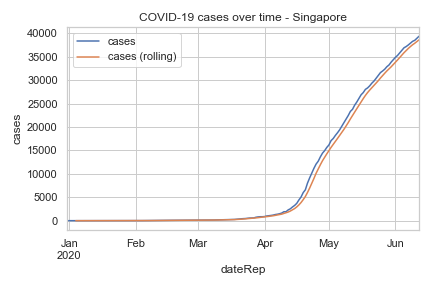 COVID-19 cases over time - Singapore
cases
cases (rolling)
40000
35000
30000
25000
20000
15000
10000
5000
0
cases
Jan Feb Mar Apr May Jun
2020
dateRep